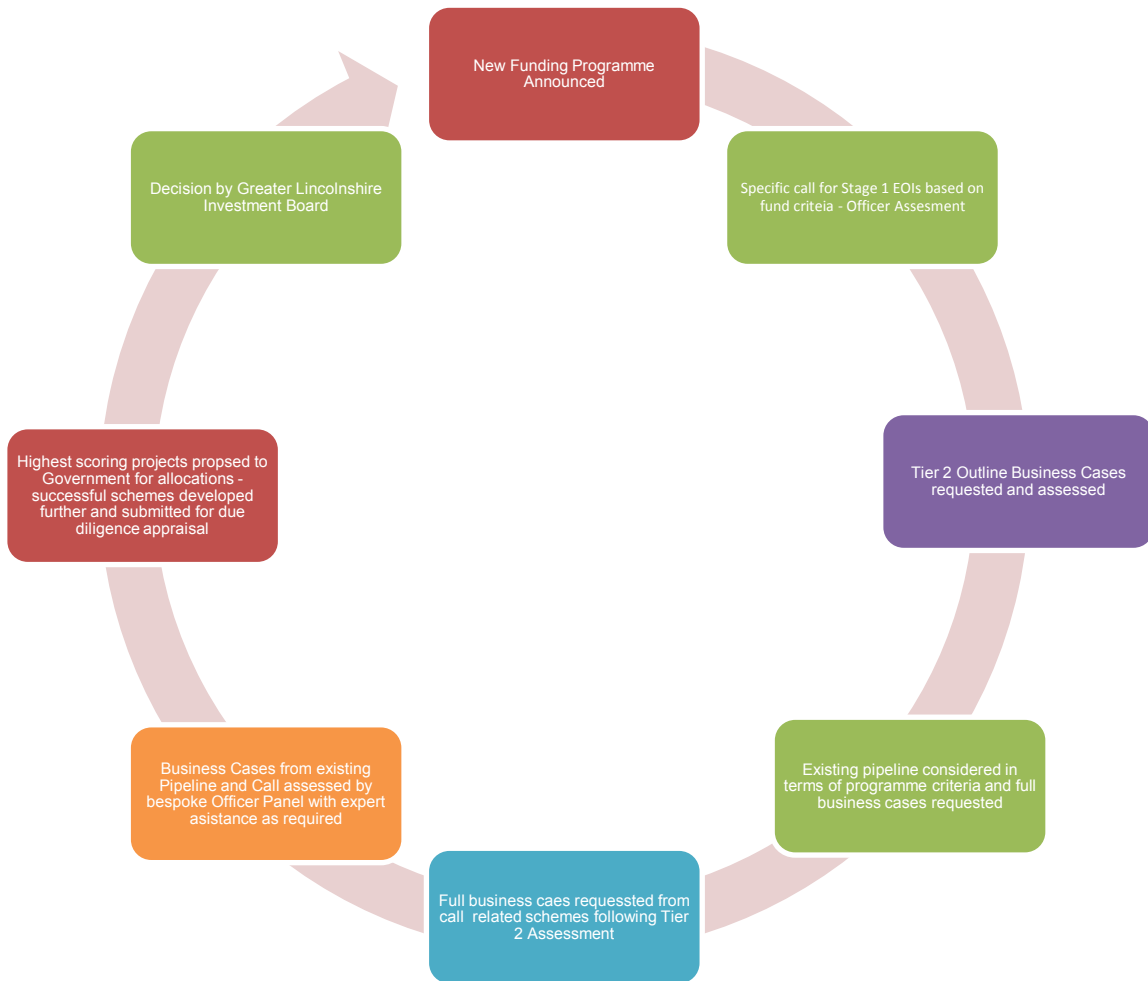 New Funding Programme
Announced
Specific call for Stage 1 EOIs based on
fund criteia - Officer Assesment
Tier 2 Outline Business Cases
requested and assessed
Existing pipeline considered in
terms of programme criteria and full
business cases requested
Full business caes requessted from
call related schemes following Tier
2 Assessment
Business Cases from existing
Pipeline and Call assessed by
bespoke Officer Panel with expert
asistance as required
Highest scoring projects propsed to
Government for allocations -
successful schemes developed
further and submitted for due
diligence appraisal
Decision by Greater Lincolnshire
Investment Board